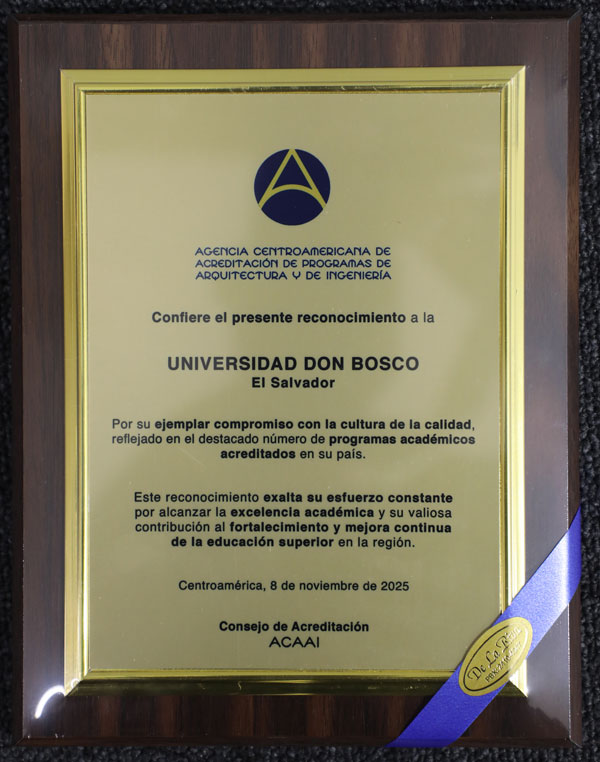 AGENCIA CENTROAMERICANA DE
ACREDITACIÓN DE PROGRAMAS DE
ARQUITECTURA Y DE INGENIERÍA
Confiere el presente reconocimiento a la
UNIVERSIDAD DON BOSCO
El Salvador
Por su ejemplar compromiso con la cultura de la calidad,
reflejado en el destacado número de programas académicos
acreditados en su país.
Este reconocimiento exalta su esfuerzo constante
por alcanzar la excelencia académica y su valiosa
contribución al fortalecimiento y mejora continua
de la educación superior en la región.
Centroamérica, 8 de noviembre de 2025
Consejo de Acreditación
ACAAI
De La